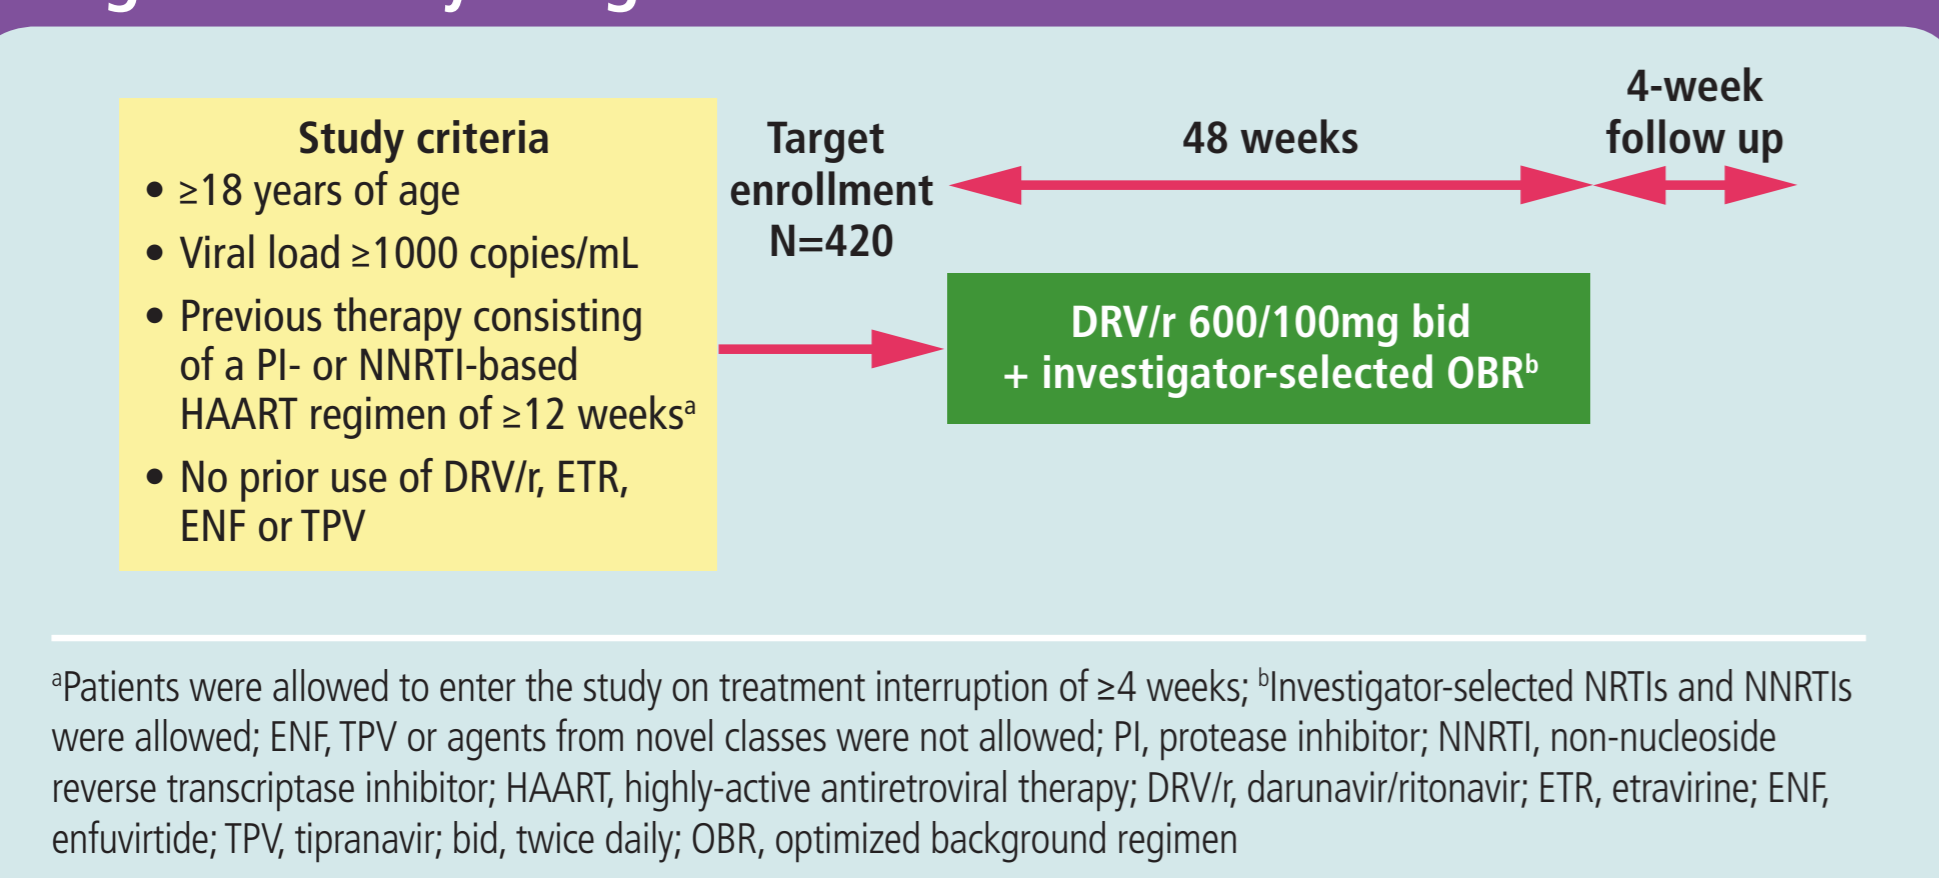 Study criteria
• ≥18 years of age
• Viral load ≥1000 copies/mL
• Previous therapy consisting
of a PI- or NNRTI-based
HAART regimen of ≥12 weeksᵃ
• No prior use of DRV/r, ETR,
ENF or TPV
Target
enrollment
N=420
48 weeks
4-week
follow up
DRV/r 600/100mg bid
+ investigator-selected OBRᵇ
ᵃPatients were allowed to enter the study on treatment interruption of ≥4 weeks; ᵇInvestigator-selected NRTIs and NNRTIs
were allowed; ENF, TPV or agents from novel classes were not allowed; PI, protease inhibitor; NNRTI, non-nucleoside
reverse transcriptase inhibitor; HAART, highly-active antiretroviral therapy; DRV/r, darunavir/ritonavir; ETR, etravirine; ENF,
enfuvirtide; TPV, tipranavir; bid, twice daily; OBR, optimized background regimen